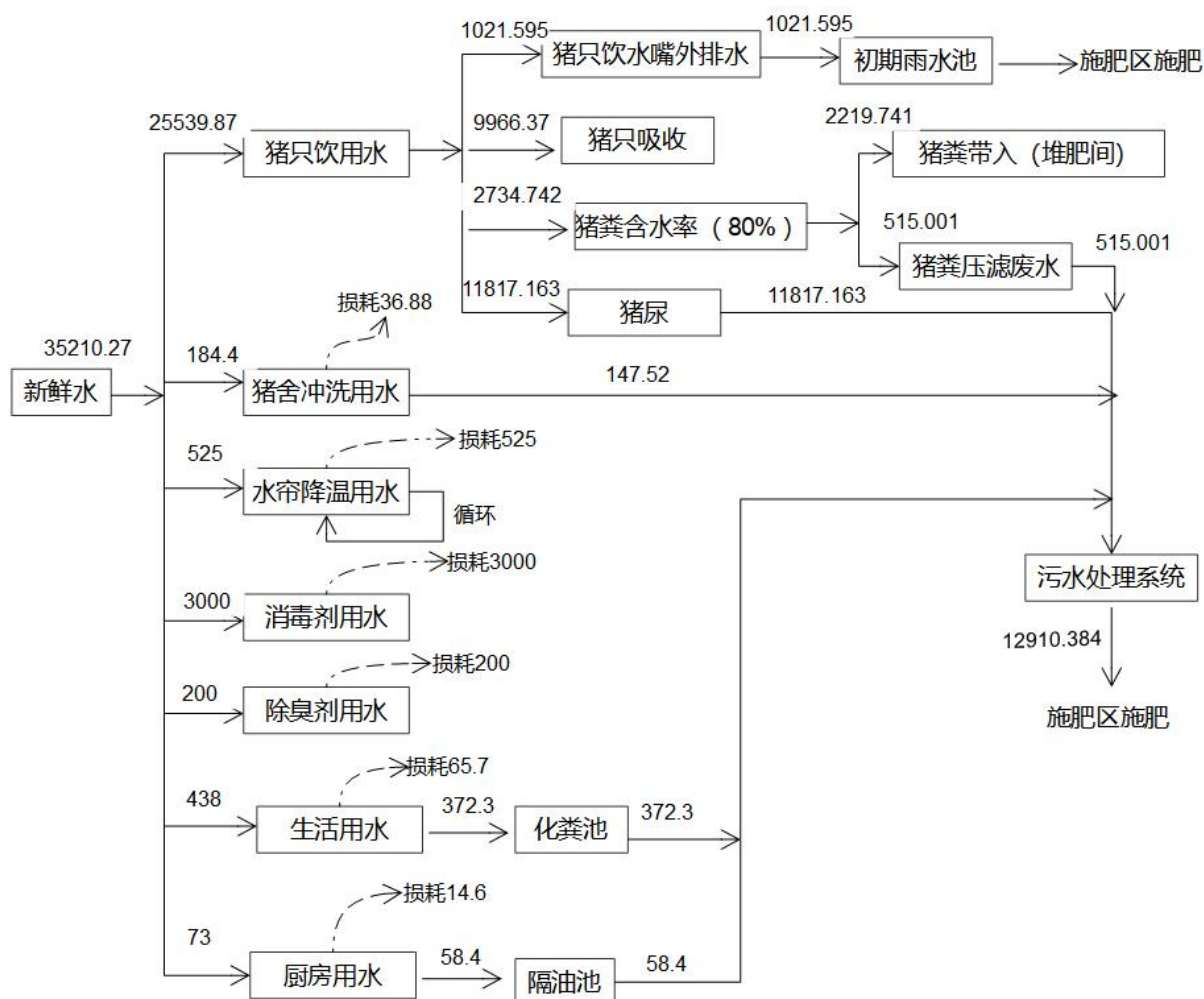 1021.595
猪只饮水嘴外排水
1021.595
初期雨水池
施肥区施肥
25539.87
猪只饮用水
9966.37
猪只吸收
2219.741
猪粪带入（堆肥间）
2734.742
猪粪含水率（80%）
515.001
猪粪压滤废水
515.001
11817.163
猪尿
11817.163
损耗36.88
35210.27
新鲜水
184.4
猪舍冲洗用水
147.52
损耗525
525
水帘降温用水
循环
损耗3000
3000
消毒剂用水
污水处理系统
12910.384
施肥区施肥
损耗200
200
除臭剂用水
损耗65.7
438
生活用水
372.3
化粪池
372.3
损耗14.6
73
厨房用水
58.4
隔油池
58.4